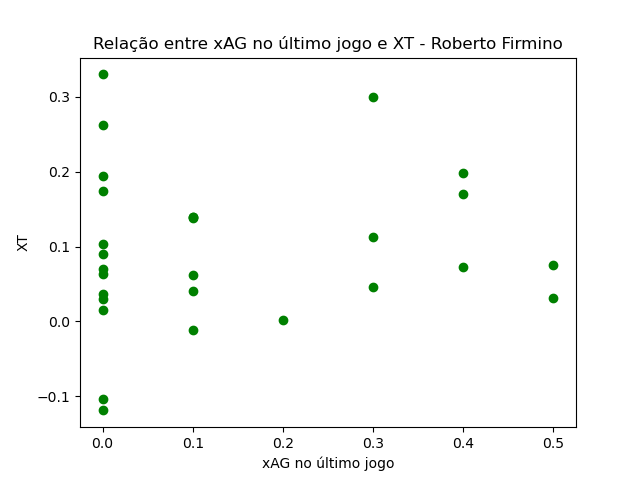 Relação entre xAG no último jogo e XT - Roberto Firmino
0.3
0.2
0.1
0.0
−0.1
XT
0.0 0.1 0.2 0.3 0.4 0.5
xAG no último jogo